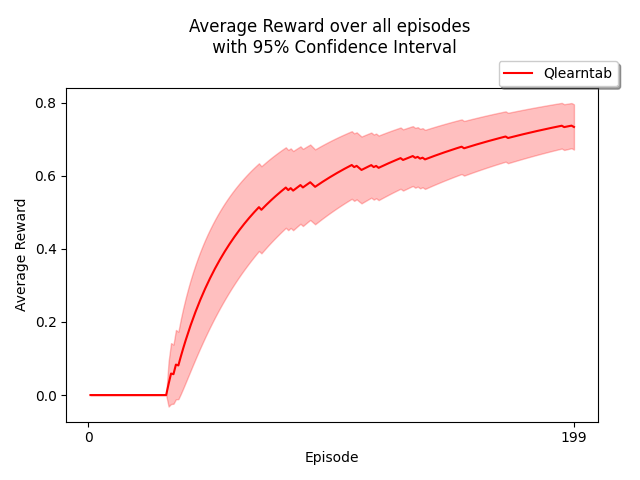 Average Reward over all episodes
with 95% Confidence Interval
Qlearntab
0.8
0.6
0.4
0.2
0.0
Average Reward
0
199
Episode